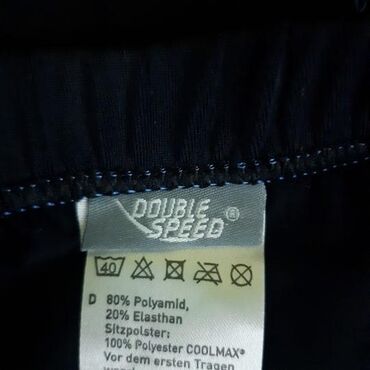 DOUBLE
SPEED®
40
D 80% Polyamid,
20% Elasthan
Sitzpolster:
100% Polyester COOLMAX®
Vor dem ersten Tragen